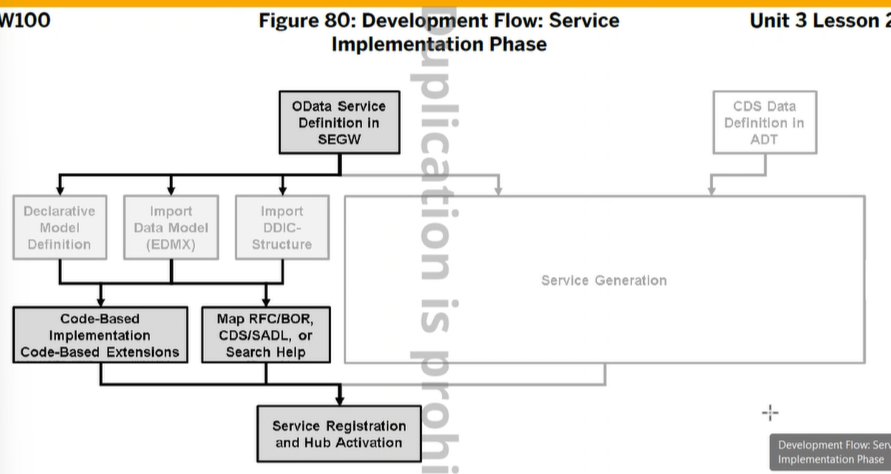 W100
Figure 80: Development Flow: Service
Implementation Phase
Unit 3 Lesson 2
OData Service
Definition in
SEGW
CDS Data
Definition in
ADT
Declarative
Model
Definition
Import
Data Model
(EDMX)
Import
DDIC-
Structure
Service Generation
Code-Based
Implementation
Code-Based Extensions
Map RFC/BOR,
CDS/SADL, or
Search Help
Service Registration
and Hub Activation
Duplication is prohi
Development Flow: Serv
Implementation Phase